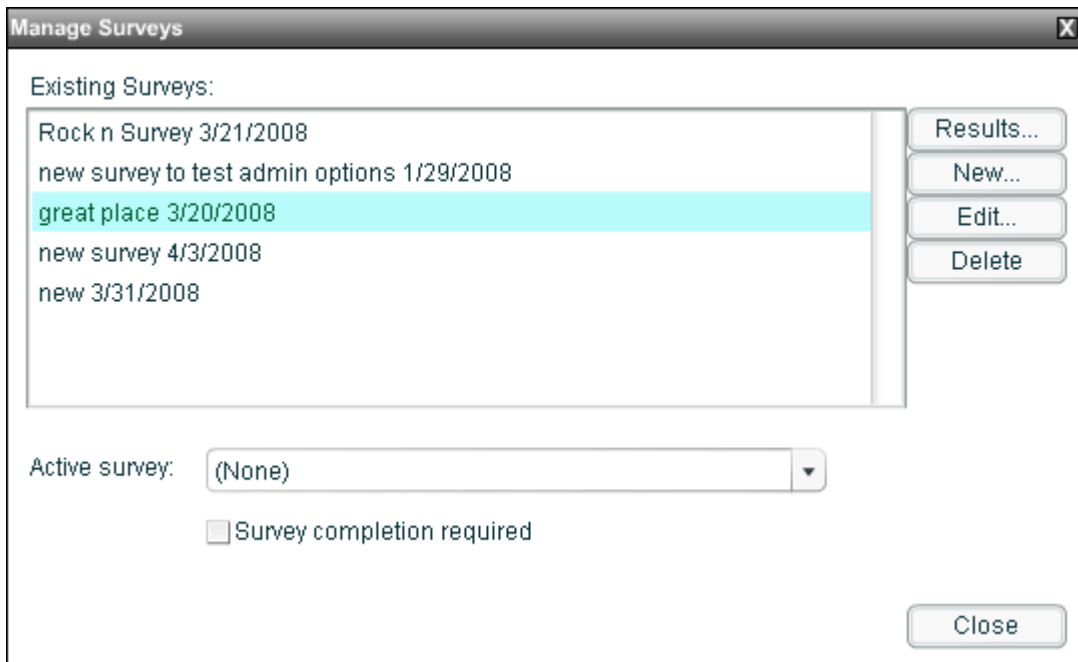 Manage Surveys X
Existing Surveys:
Rock n Survey 3/21/2008
new survey to test admin options 1/29/2008
great place 3/20/2008
new survey 4/3/2008
new 3/31/2008
Results...
New...
Edit...
Delete
Active survey: (None)
Survey completion required
Close